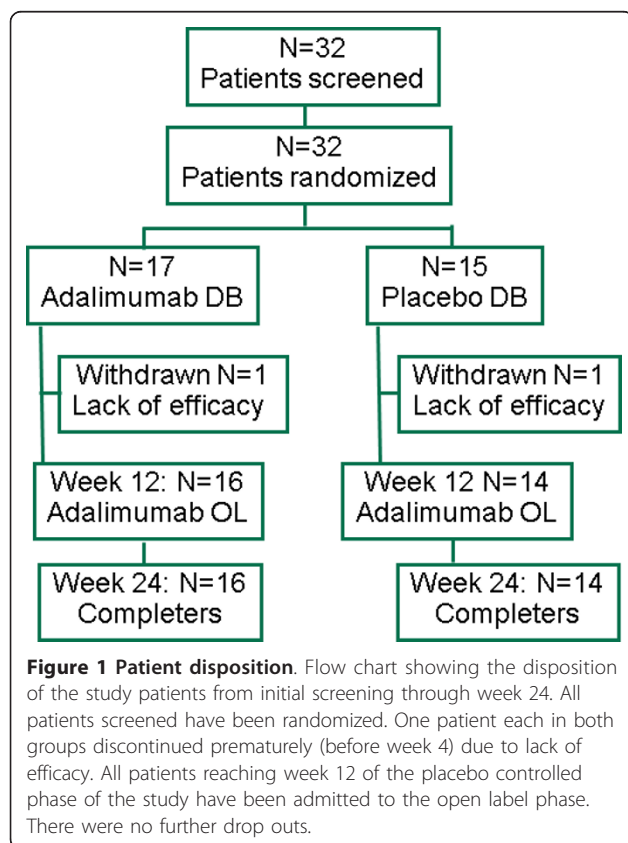 N=32
Patients screened
N=32
Patients randomized
N=17
Adalimumab DB
N=15
Placebo DB
Withdrawn N=1
Lack of efficacy
Withdrawn N=1
Lack of efficacy
Week 12: N=16
Adalimumab OL
Week 12 N=14
Adalimumab OL
Week 24: N=16
Completers
Week 24: N=14
Completers
Figure 1 Patient disposition. Flow chart showing the disposition
of the study patients from initial screening through week 24. All
patients screened have been randomized. One patient each in both
groups discontinued prematurely (before week 4) due to lack of
efficacy. All patients reaching week 12 of the placebo controlled
phase of the study have been admitted to the open label phase.
There were no further drop outs.